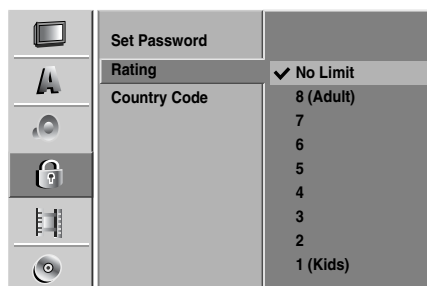 Set Password
Rating
Country Code
✔ No Limit
8 (Adult)
7
6
5
4
3
2
1 (Kids)